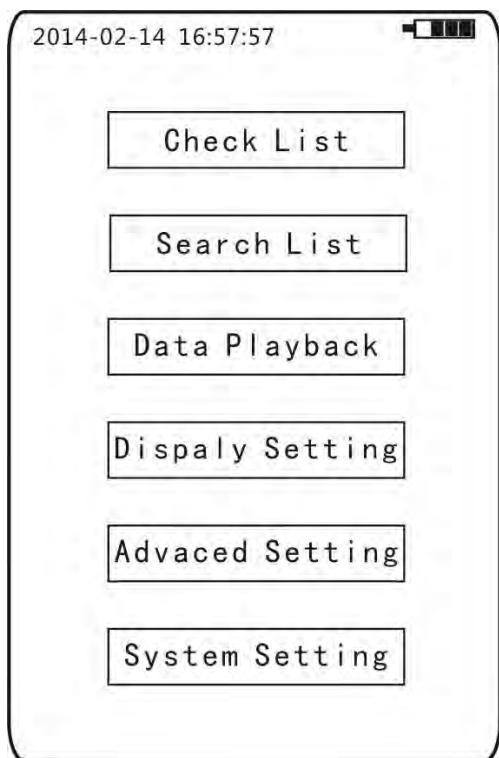 2014-02-14 16:57:57
Check List
Search List
Data Playback
Dispaly Setting
Advaced Setting
System Setting